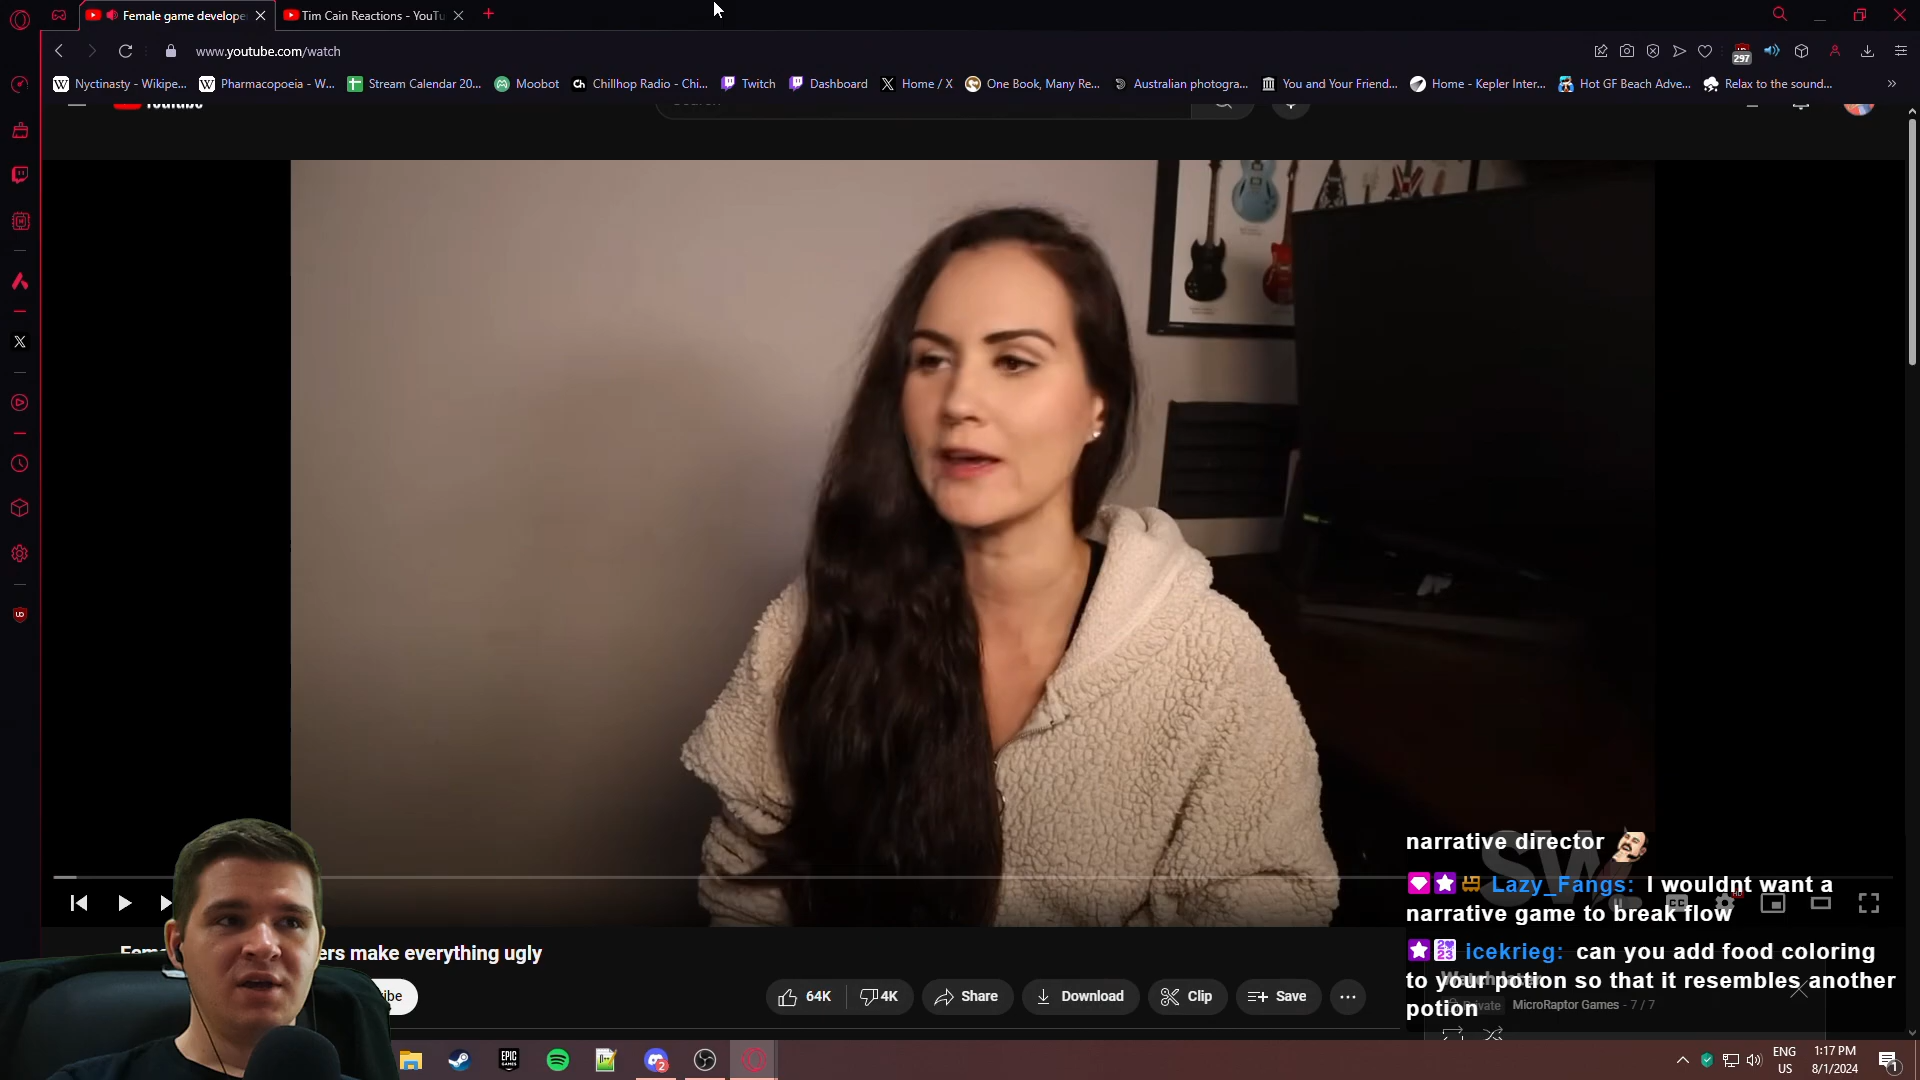 Female game develope
Tim Cain Reactions - YouTu
www.youtube.com/watch
297
Nyctinasty - Wikipe...
Pharmacopoeia - W...
Stream Calendar 20...
Moobot
Chillhop Radio - Chi...
Twitch
Dashboard
Home / X
One Book, Many Re...
Australian photogra...
You and Your Friend...
Home - Kepler Inter...
Hot GF Beach Adve...
Relax to the sound...
narrative director
Lazy_Fangs: I wouldnt want a
narrative game to break flow
icekrieg: can you add food coloring
to your potion so that it resembles another
potion
ers make everything ugly
64K
4K
Share
Download
Clip
Save
Private
MicroRaptor Games - 7 / 7
ENG
US
1:17 PM
8/1/2024